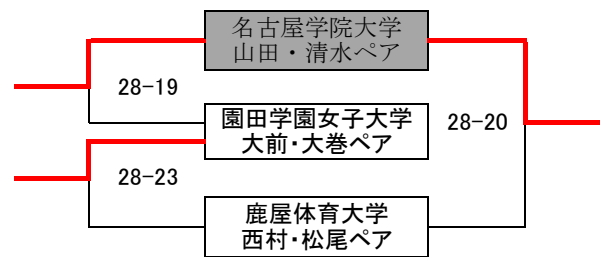 名古屋学院大学
山田・清水ペア
28-19
園田学園女子大学
大前・大巻ペア
28-20
28-23
鹿屋体育大学
西村・松尾ペア